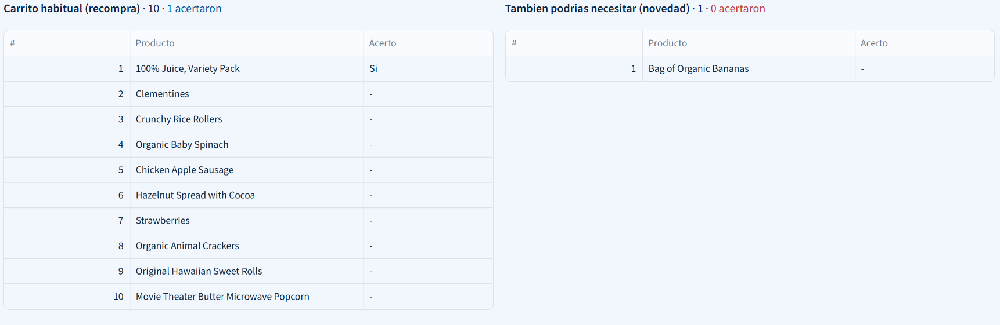 Carrito habitual (recompra) · 10 · 1 acertaron
# Producto Acerto
1 100% Juice, Variety Pack Si
2 Clementines -
3 Crunchy Rice Rollers -
4 Organic Baby Spinach -
5 Chicken Apple Sausage -
6 Hazelnut Spread with Cocoa -
7 Strawberries -
8 Organic Animal Crackers -
9 Original Hawaiian Sweet Rolls -
10 Movie Theater Butter Microwave Popcorn -
Tambien podrias necesitar (novedad) · 1 · 0 acertaron
# Producto Acerto
1 Bag of Organic Bananas -